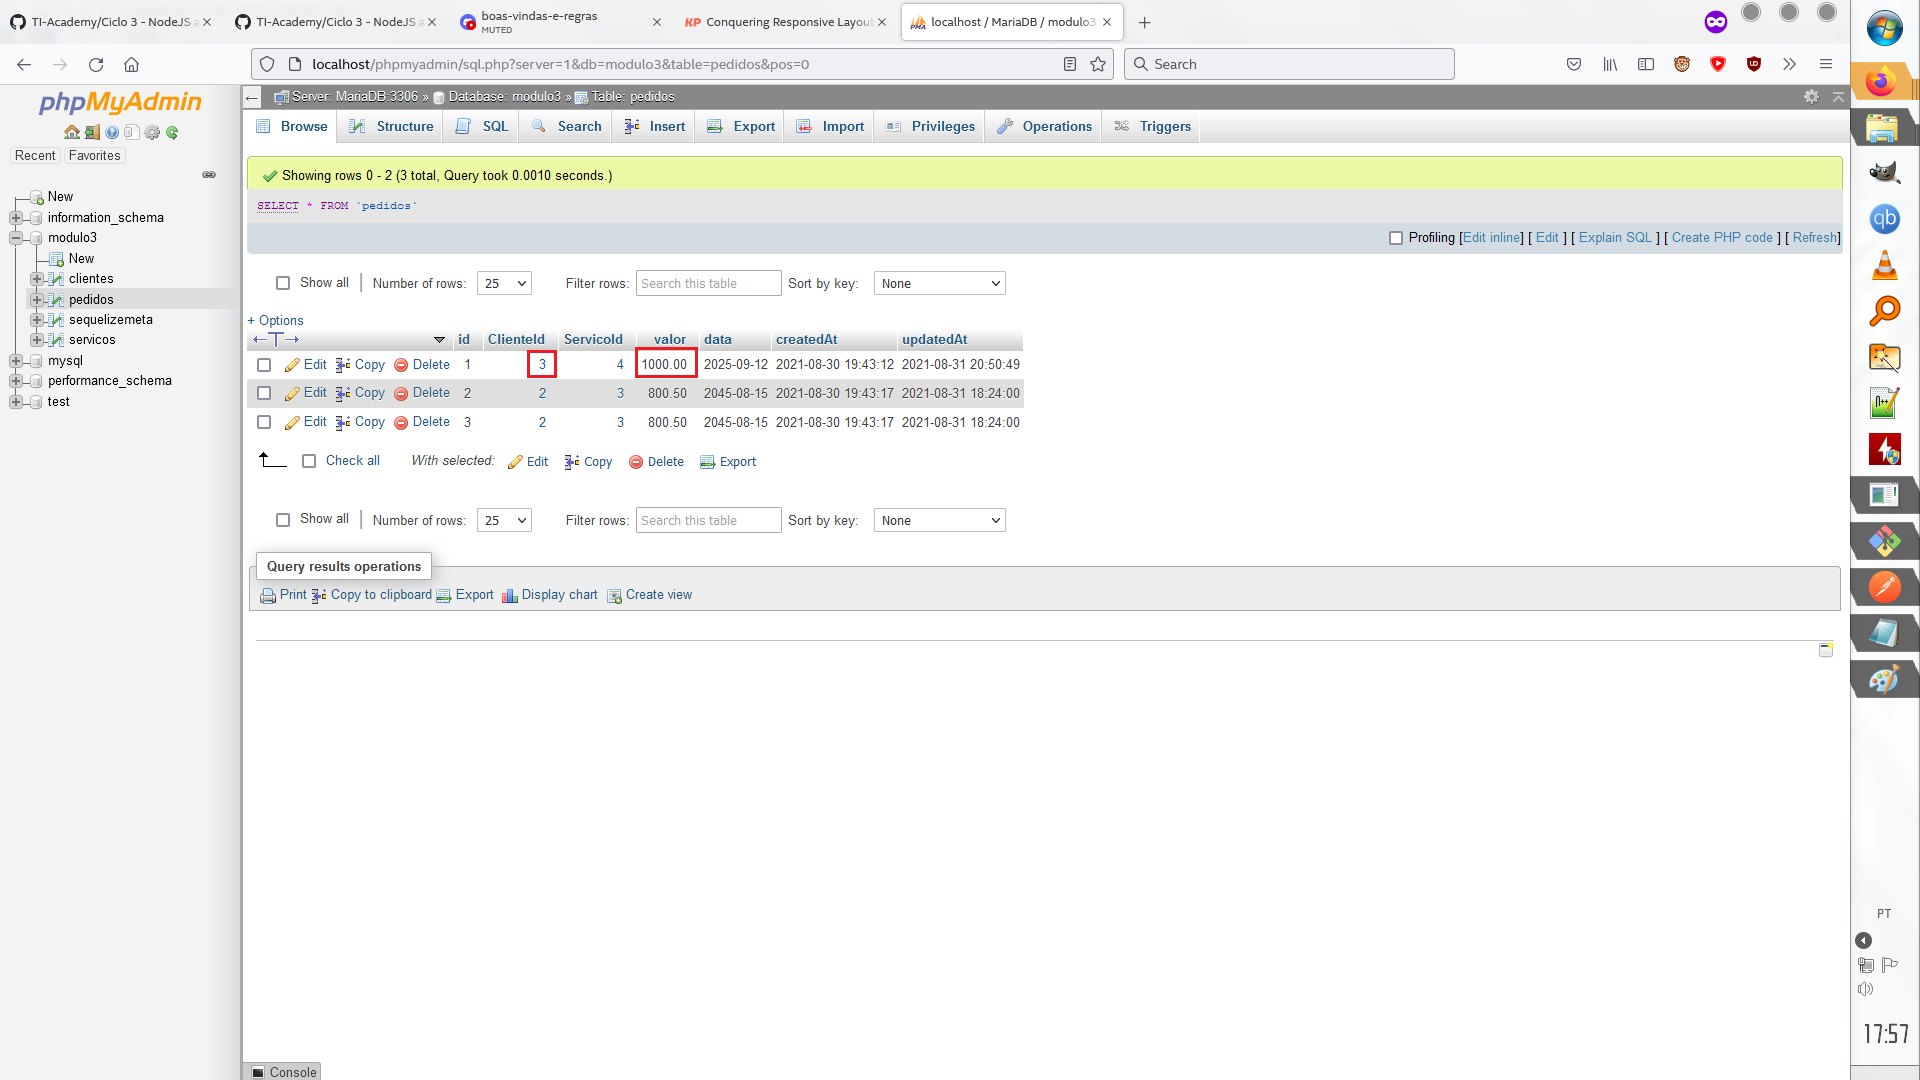 TI-Academy/Ciclo 3 - NodeJS a
TI-Academy/Ciclo 3 - NodeJS a
boas-vindas-e-regras
MUTED
KP Conquering Responsive Layout
localhost / MariaDB / modulo3
localhost/phpmyadmin/sql.php?server=1&db=modulo3&table=pedidos&pos=0
Search
phpMyAdmin
Recent Favorites
New
information_schema
modulo3
New
clientes
pedidos
sequelizemeta
servicos
mysql
performance_schema
test
Server: MariaDB:3306 » Database: modulo3 » Table: pedidos
Browse Structure SQL Search Insert Export Import Privileges Operations Triggers
Showing rows 0 - 2 (3 total, Query took 0.0010 seconds.)
SELECT * FROM `pedidos`
Profiling [Edit inline] [ Edit ] [ Explain SQL ] [ Create PHP code ] [ Refresh]
Show all Number of rows: 25 Filter rows: Search this table Sort by key: None
+ Options
←T→ id ClienteId ServicoId valor data createdAt updatedAt
Edit Copy Delete 1 3 4 1000.00 2025-09-12 2021-08-30 19:43:12 2021-08-31 20:50:49
Edit Copy Delete 2 2 3 800.50 2045-08-15 2021-08-30 19:43:17 2021-08-31 18:24:00
Edit Copy Delete 3 2 3 800.50 2045-08-15 2021-08-30 19:43:17 2021-08-31 18:24:00
Check all With selected: Edit Copy Delete Export
Show all Number of rows: 25 Filter rows: Search this table Sort by key: None
Query results operations
Print Copy to clipboard Export Display chart Create view
Console
qb
PT
17:57